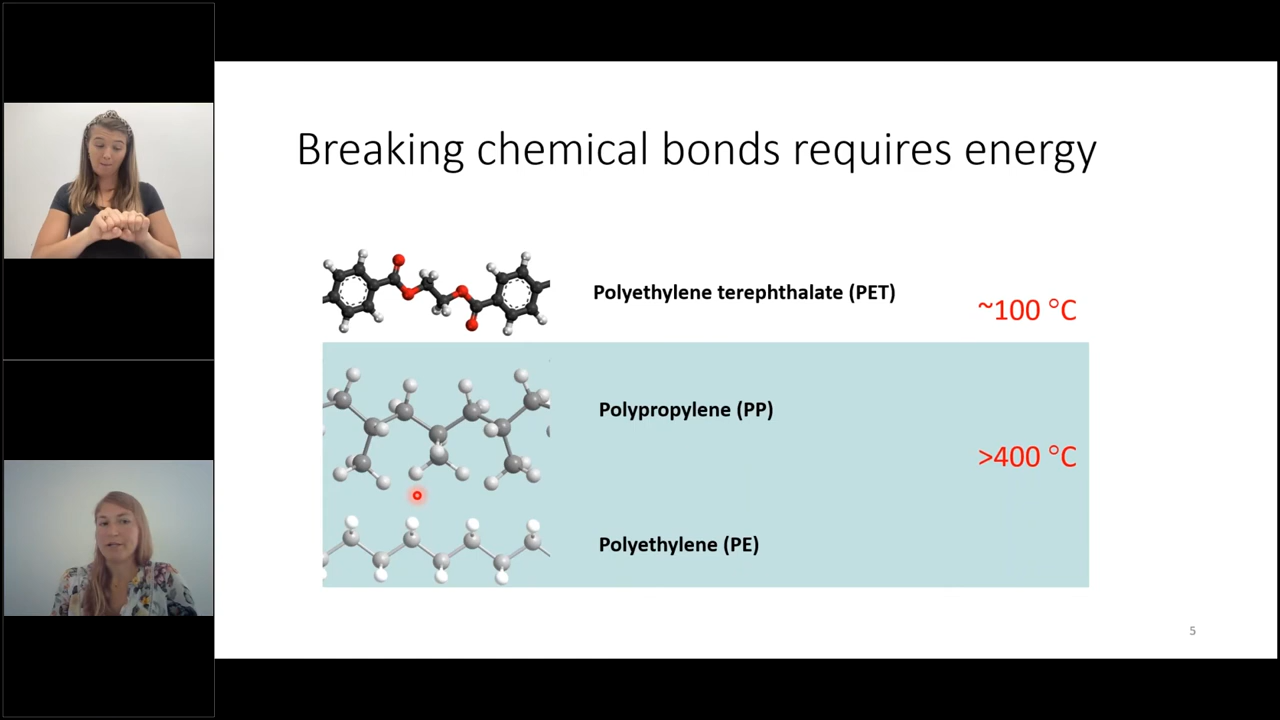 Breaking chemical bonds requires energy
Polyethylene terephthalate (PET)
~100 °C
Polypropylene (PP)
>400 °C
Polyethylene (PE)
5